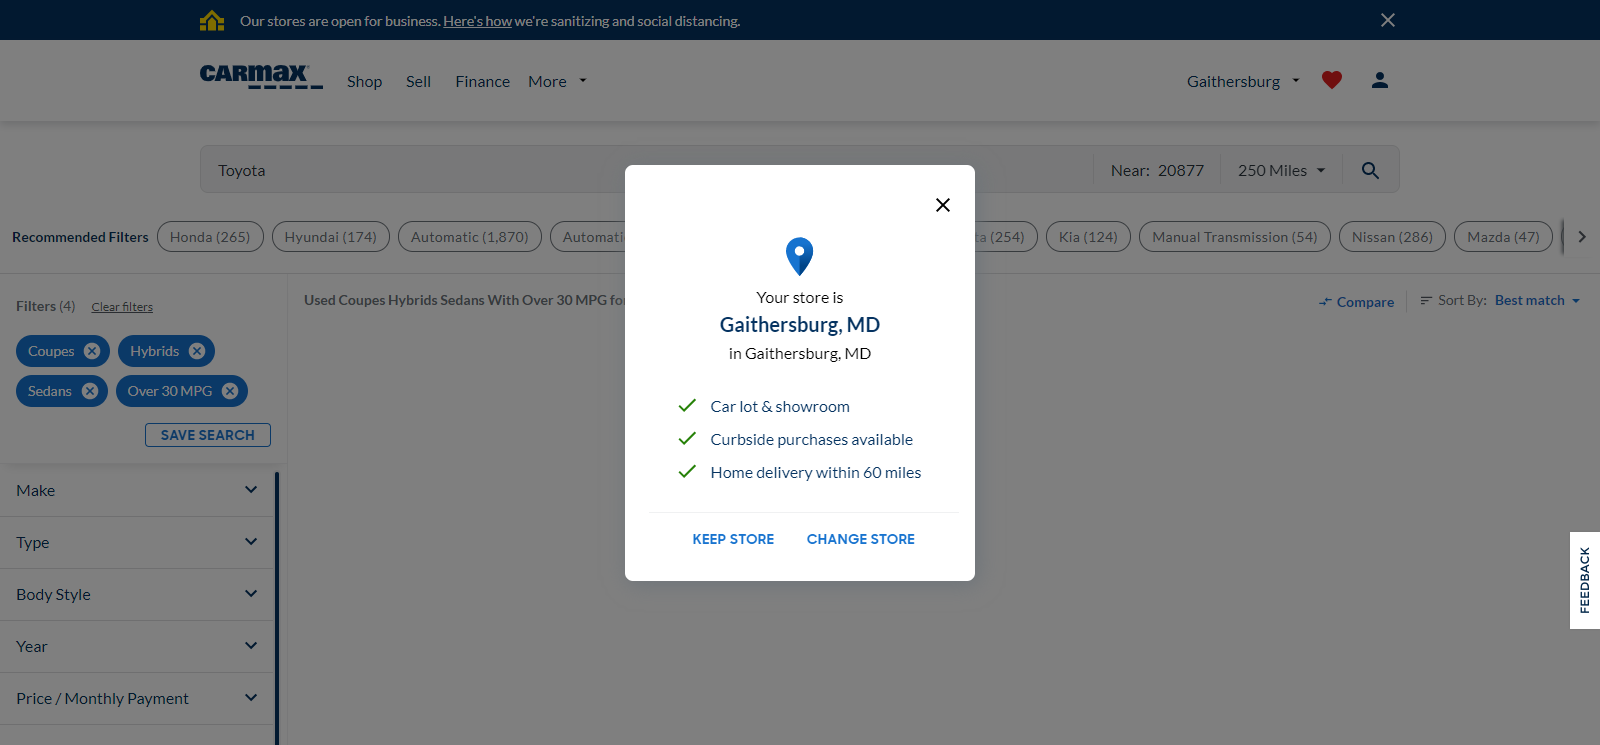 Our stores are open for business. Here's how we're sanitizing and social distancing.
CARMAX
Shop Sell Finance More
Gaithersburg
Toyota
Near: 20877 250 Miles
Recommended Filters Honda (265) Hyundai (174) Automatic (1,870) (254) Kia (124) Manual Transmission (54) Nissan (286) Mazda (47)
Filters (4) Clear filters
Used Coupes Hybrids Sedans With Over 30 MPG
Compare Sort By: Best match
Coupes Hybrids
Sedans Over 30 MPG
SAVE SEARCH
Make
Type
Body Style
Year
Price / Monthly Payment
Your store is
Gaithersburg, MD
in Gaithersburg, MD
Car lot & showroom
Curbside purchases available
Home delivery within 60 miles
KEEP STORE CHANGE STORE
FEEDBACK